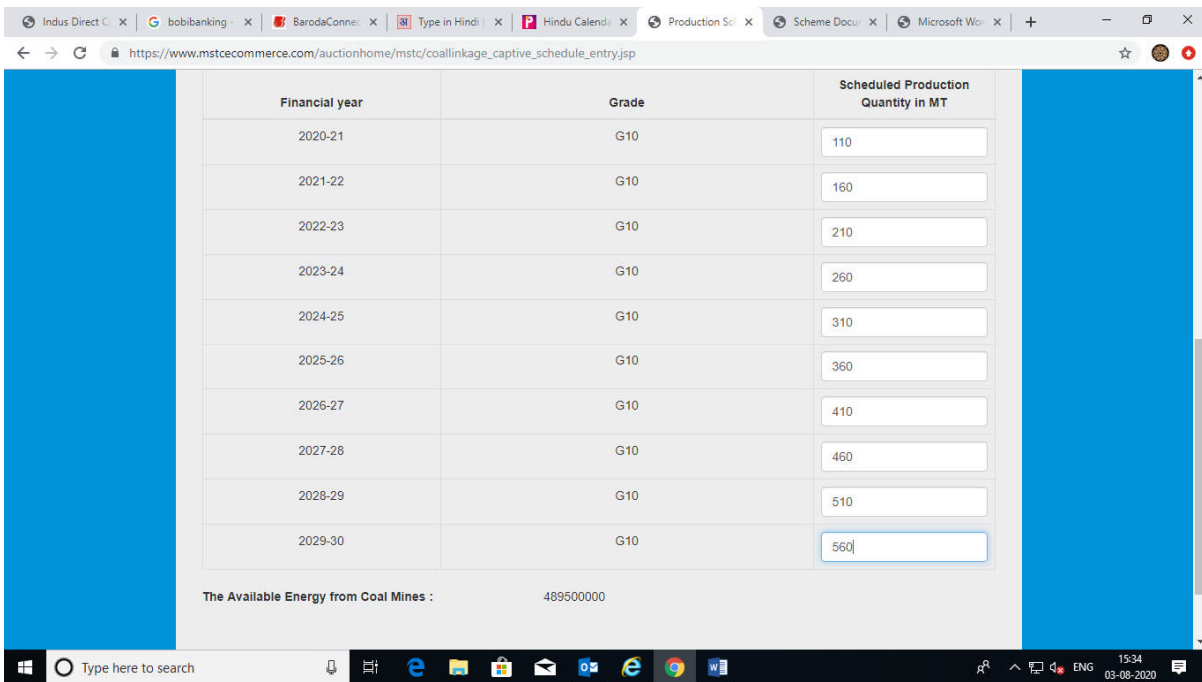 Indus Direct C
bobibanking -
BarodaConnec
Type in Hindi |
Hindu Calenda
Production Sch
Scheme Docum
Microsoft Wor
https://www.mstcecommerce.com/auctionhome/mstc/coallinkage_captive_schedule_entry.jsp
Financial year Grade Scheduled Production
Quantity in MT
2020-21 G10 110
2021-22 G10 160
2022-23 G10 210
2023-24 G10 260
2024-25 G10 310
2025-26 G10 360
2026-27 G10 410
2027-28 G10 460
2028-29 G10 510
2029-30 G10 560
The Available Energy from Coal Mines : 489500000
Type here to search
ENG
15:34
03-08-2020